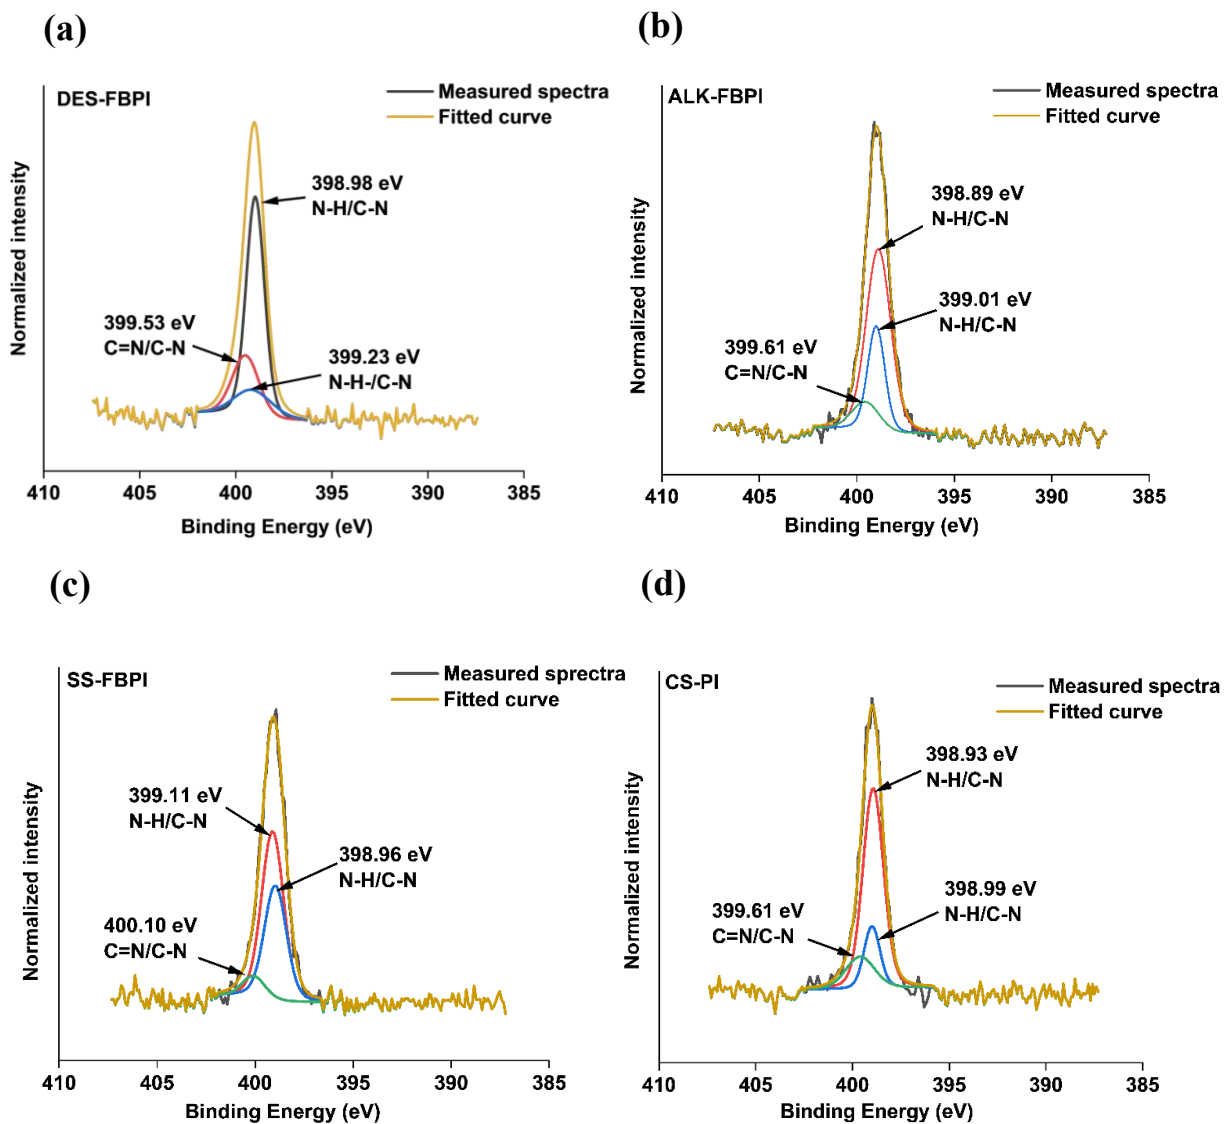 (a)
DES-FBPI
Measured spectra
Fitted curve
398.98 eV
N-H/C-N
399.53 eV
C=N/C-N
399.23 eV
N-H-/C-N
Normalized intensity
410 405 400 395 390 385
Binding Energy (eV)
(b)
ALK-FBPI
Measured spectra
Fitted curve
398.89 eV
N-H/C-N
399.01 eV
N-H/C-N
399.61 eV
C=N/C-N
Normalized intensity
410 405 400 395 390 385
Binding Energy (eV)
(c)
SS-FBPI
Measured sprectra
Fitted curve
399.11 eV
N-H/C-N
398.96 eV
N-H/C-N
400.10 eV
C=N/C-N
Normalized intensity
410 405 400 395 390 385
Binding Energy (eV)
(d)
CS-PI
Measured spectra
Fitted curve
398.93 eV
N-H/C-N
398.99 eV
N-H/C-N
399.61 eV
C=N/C-N
Normalized intensity
410 405 400 395 390 385
Binding Energy (eV)